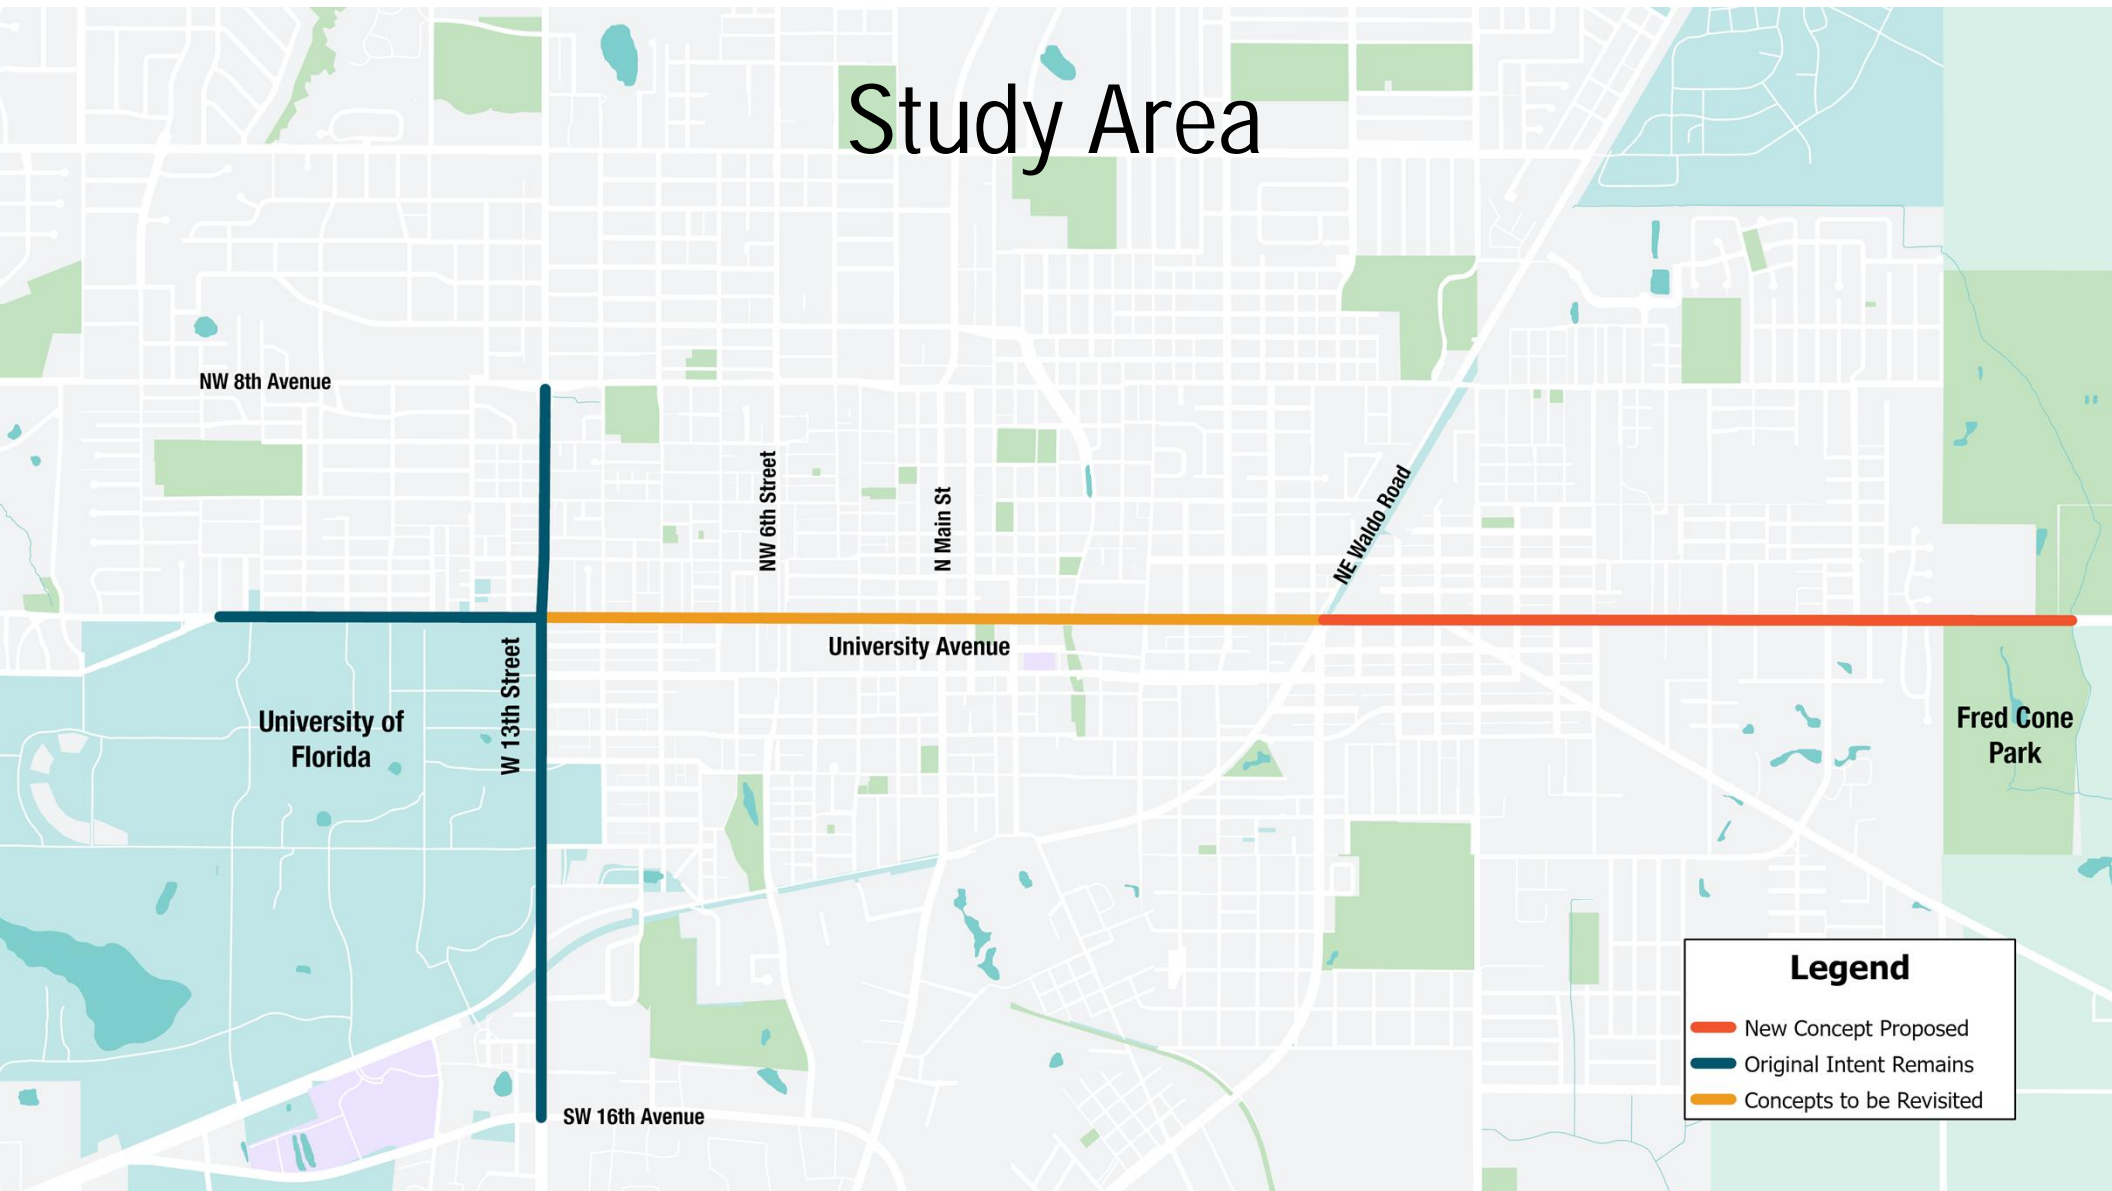 Study Area
NW 8th Avenue
NW 6th Street
N Main St
NE Waldo Road
University Avenue
W 13th Street
University of
Florida
Fred Cone
Park
SW 16th Avenue
Legend
New Concept Proposed
Original Intent Remains
Concepts to be Revisited